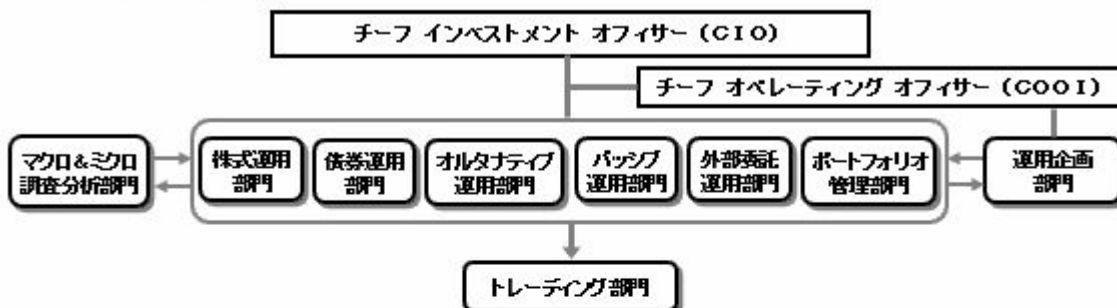 チーフ インベストメント オフィサー (CIO)
チーフ オペレーティング オフィサー (COOI)
マクロ&ミクロ
調査分析部門
株式運用
部門
債券運用
部門
オルタナティブ
運用部門
パッシブ
運用部門
外部委託
運用部門
ポートフォリオ
管理部門
運用企画
部門
トレーディング部門